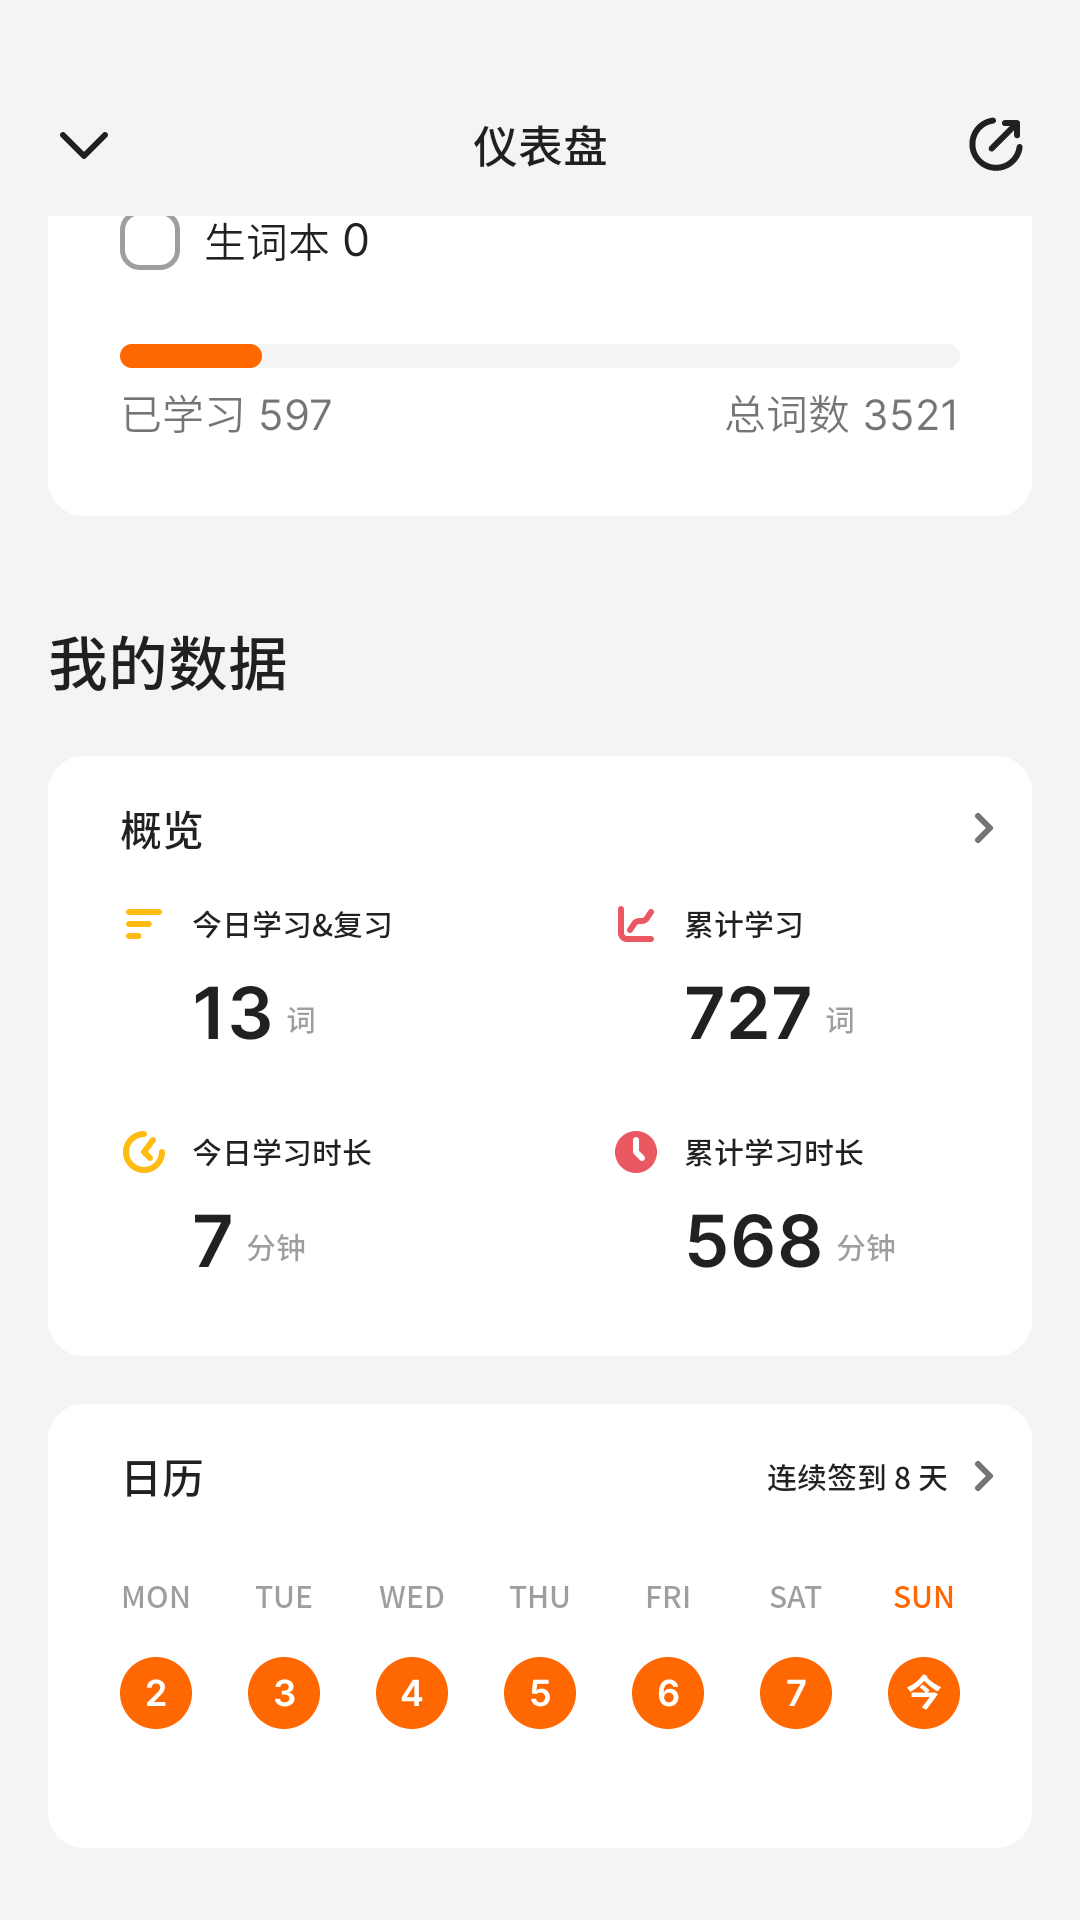 仪表盘
生词本 0
已学习 597 总词数 3521
我的数据
概览
今日学习&复习 累计学习
13 词 727 词
今日学习时长 累计学习时长
7 分钟 568 分钟
日历 连续签到 8 天
MON TUE WED THU FRI SAT SUN
2 3 4 5 6 7 今